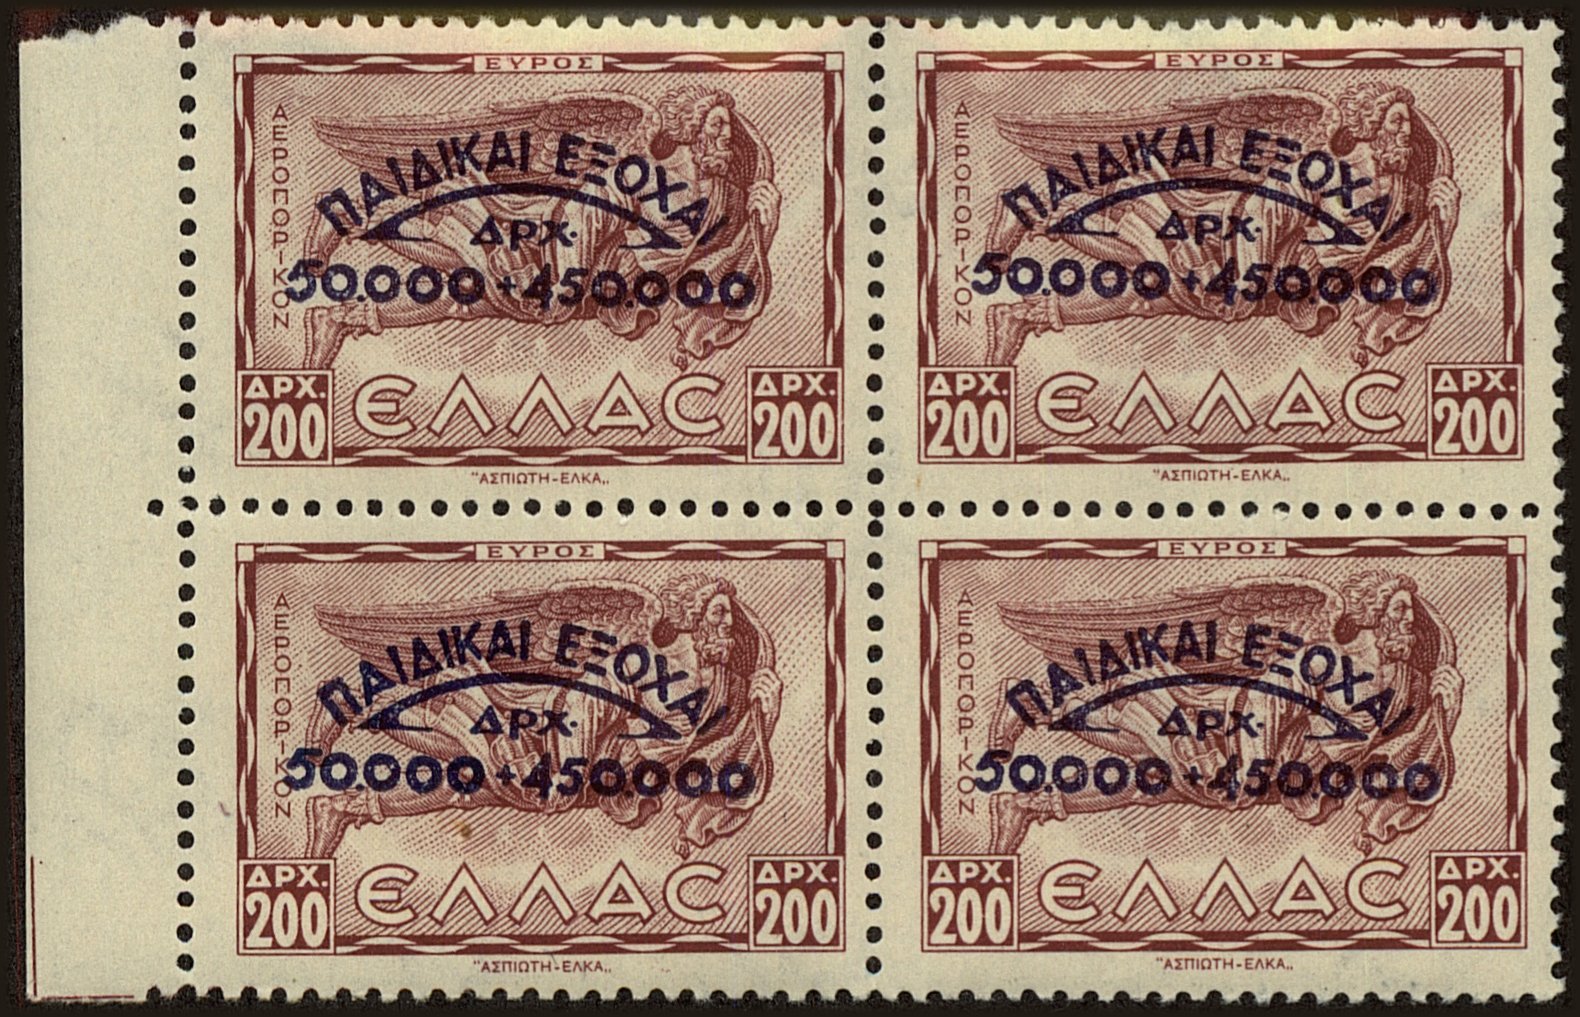 ΕΥΡΟΣ
ΑΕΡΟΠΟΡΙΚΟΝ
ΠΑΙΔΙΚΑΙ ΕΞΟΧΑΙ
ΔΡΧ.
50.000+450.000
ΔΡΧ. 200
ΕΛΛΑΣ
ΔΡΧ. 200
"ΑΣΠΙΩΤΗ-ΕΛΚΑ„
ΕΥΡΟΣ
ΑΕΡΟΠΟΡΙΚΟΝ
ΠΑΙΔΙΚΑΙ ΕΞΟΧΑΙ
ΔΡΧ.
50.000+450.000
ΔΡΧ. 200
ΕΛΛΑΣ
ΔΡΧ. 200
"ΑΣΠΙΩΤΗ-ΕΛΚΑ„
ΕΥΡΟΣ
ΑΕΡΟΠΟΡΙΚΟΝ
ΠΑΙΔΙΚΑΙ ΕΞΟΧΑΙ
ΔΡΧ.
50.000+450.000
ΔΡΧ. 200
ΕΛΛΑΣ
ΔΡΧ. 200
"ΑΣΠΙΩΤΗ-ΕΛΚΑ„
ΕΥΡΟΣ
ΑΕΡΟΠΟΡΙΚΟΝ
ΠΑΙΔΙΚΑΙ ΕΞΟΧΑΙ
ΔΡΧ.
50.000+450.000
ΔΡΧ. 200
ΕΛΛΑΣ
ΔΡΧ. 200
"ΑΣΠΙΩΤΗ-ΕΛΚΑ„